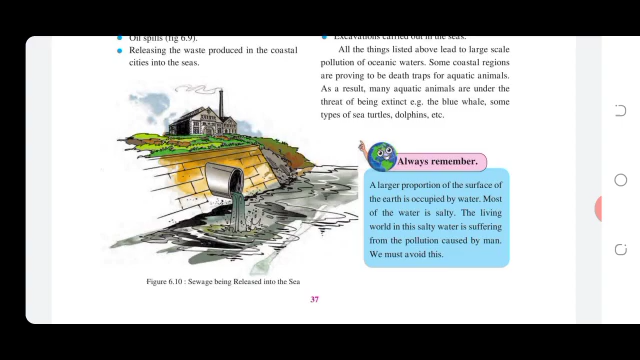 Oil spills (fig 6.9).
Releasing the waste produced in the coastal
cities into the seas.
Excavations carried out in the seas.
All the things listed above lead to large scale
pollution of oceanic waters. Some coastal regions
are proving to be death traps for aquatic animals.
As a result, many aquatic animals are under the
threat of being extinct e.g. the blue whale, some
types of sea turtles, dolphins, etc.
Always remember.
A larger proportion of the surface of
the earth is occupied by water. Most
of the water is salty. The living
world in this salty water is suffering
from the pollution caused by man.
We must avoid this.
Figure 6.10 : Sewage being Released into the Sea
37